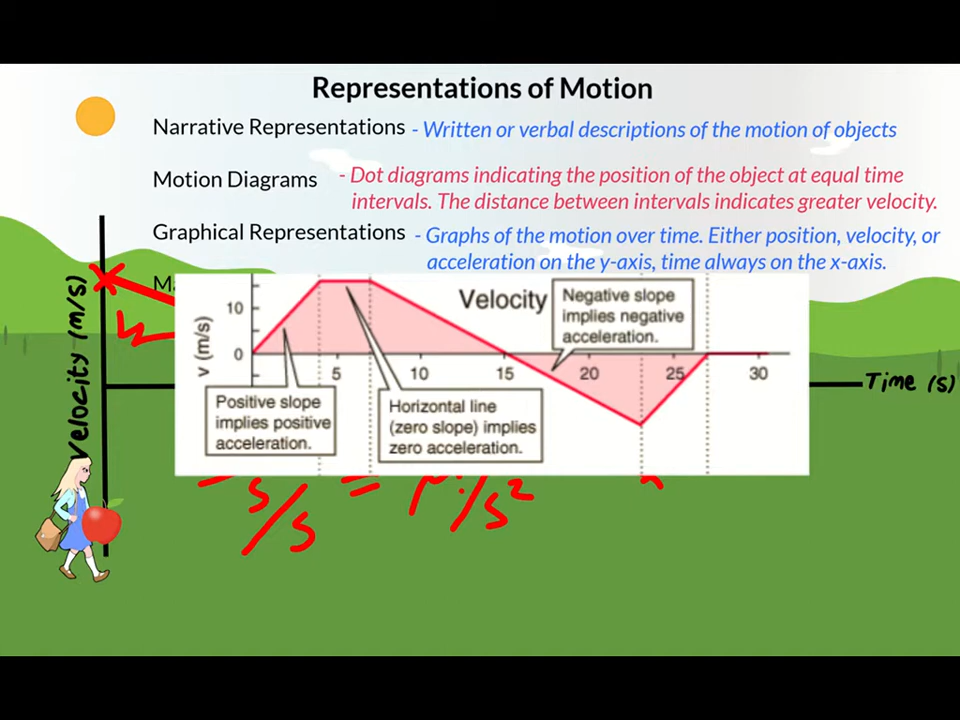 Representations of Motion
Narrative Representations - Written or verbal descriptions of the motion of objects
Motion Diagrams - Dot diagrams indicating the position of the object at equal time
intervals. The distance between intervals indicates greater velocity.
Graphical Representations - Graphs of the motion over time. Either position, velocity, or
acceleration on the y-axis, time always on the x-axis.
Ma
Velocity (m/s)
Time (s)
Velocity
v (m/s)
10
0
5
10
15
20
25
30
Negative slope
implies negative
acceleration.
Positive slope
implies positive
acceleration.
Horizontal line
(zero slope) implies
zero acceleration.
s/s = m/s²